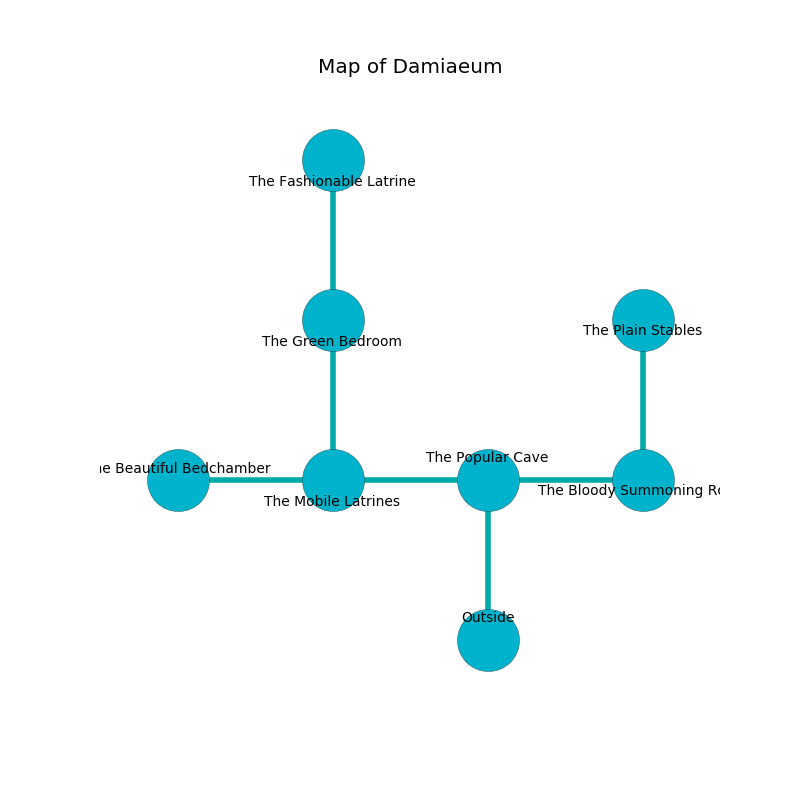 Map of Damiaeum
The Fashionable Latrine
The Plain Stables
The Green Bedroom
The Popular Cave
Beautiful Bedchamber
The Bloody Summoning
The Mobile Latrines
Outside